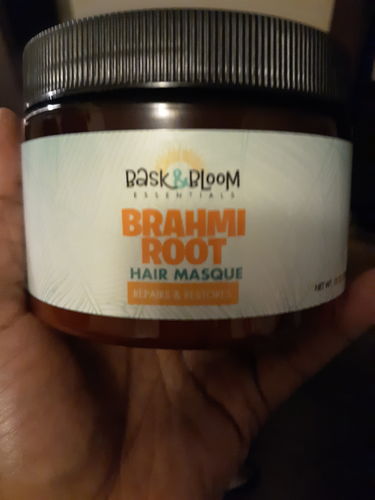 BASK&BLOOM
ESSENTIALS
BRAHMI
ROOT
HAIR MASQUE
REPAIRS & RESTORES
NET WT